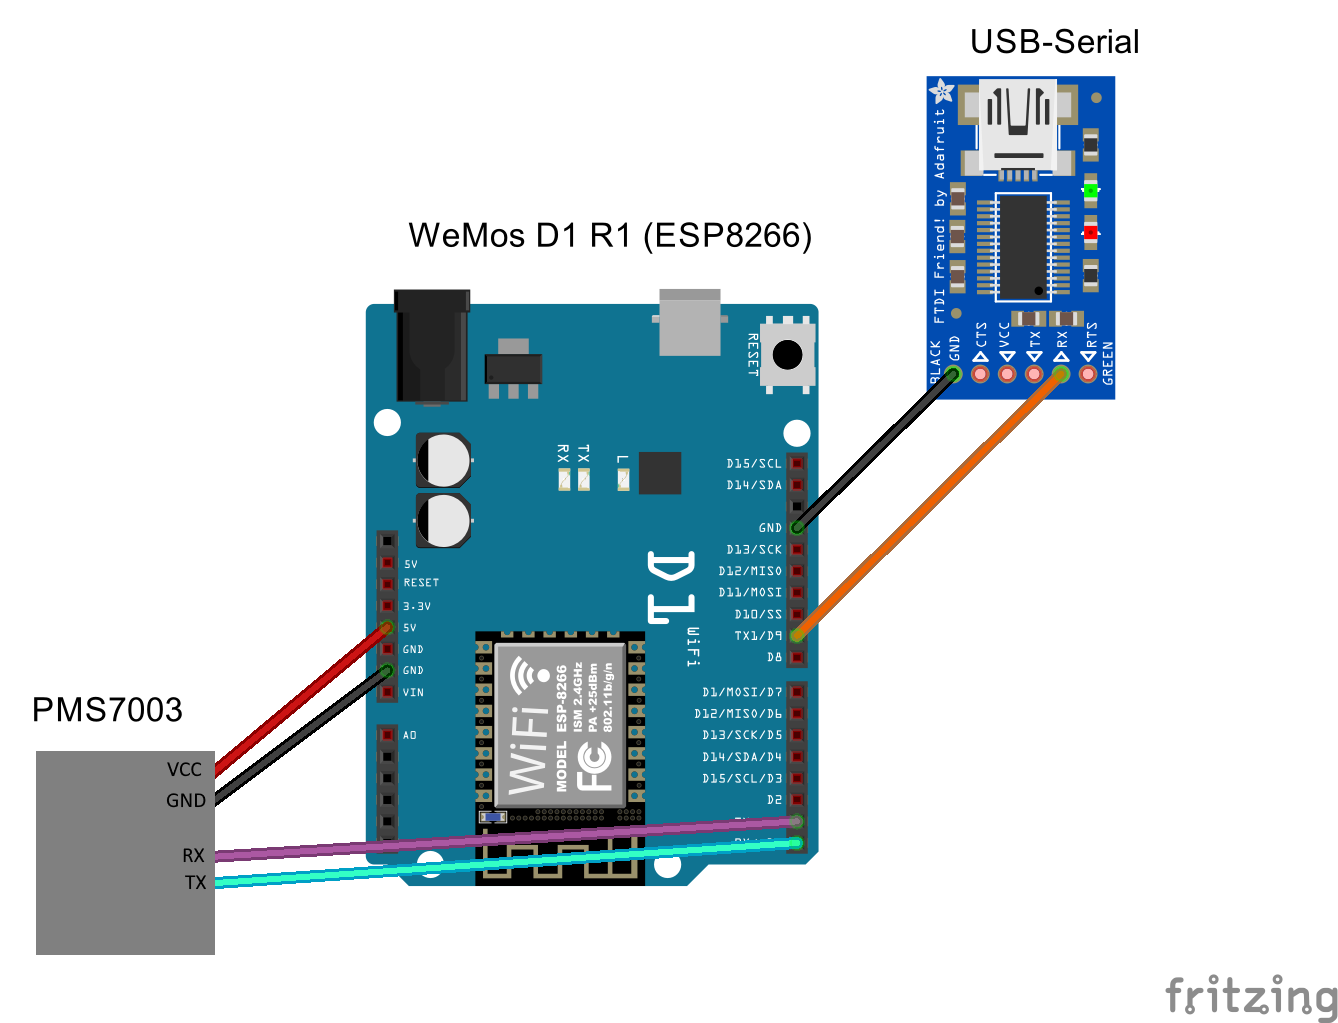 USB-Serial
FTDI Friend! by Adafruit
BLACK
GND
CTS
VCC
TX
RX
RTS
GREEN
WeMos D1 R1 (ESP8266)
RESET
RX
TX
L
D15/SCL
D14/SDA
GND
D13/SCK
D12/MISO
D11/MOSI
D10/SS
TX1/D9
D8
D1/MOSI/D7
D12/MISO/D6
D13/SCK/D5
D14/SDA/D4
D15/SCL/D3
D2
D1
WiFi
5V
RESET
3.3V
5V
GND
GND
VIN
A0
WiFi
MODEL ESP-8266
ISM 2.4GHz
PA +25dBm
802.11b/g/n
FC
PMS7003
VCC
GND
RX
TX
fritzing